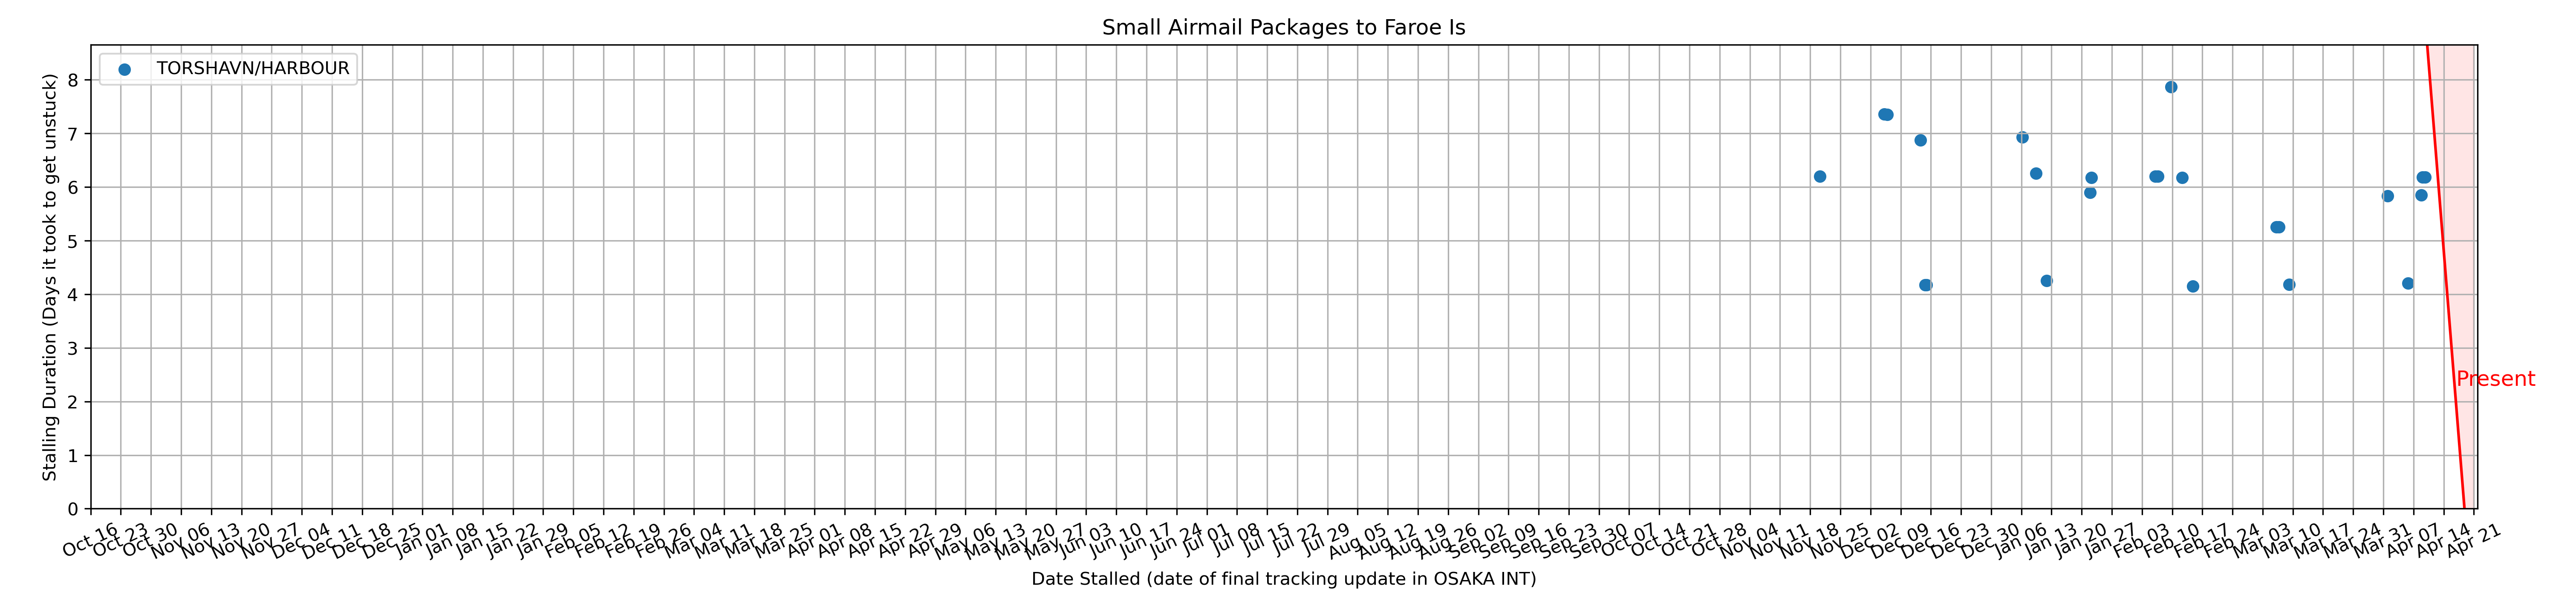 Small Airmail Packages to Faroe Is
TORSHAVN/HARBOUR
Stalling Duration (Days it took to get unstuck)
8
7
6
5
4
3
2
1
0
Present
Oct 16 Oct 23 Oct 30 Nov 06 Nov 13 Nov 20 Nov 27 Dec 04 Dec 11 Dec 18 Dec 25 Jan 01 Jan 08 Jan 15 Jan 22 Jan 29 Feb 05 Feb 12 Feb 19 Feb 26 Mar 04 Mar 11 Mar 18 Mar 25 Apr 01 Apr 08 Apr 15 Apr 22 Apr 29 May 06 May 13 May 20 May 27 Jun 03 Jun 10 Jun 17 Jun 24 Jul 01 Jul 08 Jul 15 Jul 22 Jul 29 Aug 05 Aug 12 Aug 19 Aug 26 Sep 02 Sep 09 Sep 16 Sep 23 Sep 30 Oct 07 Oct 14 Oct 21 Oct 28 Nov 04 Nov 11 Nov 18 Nov 25 Dec 02 Dec 09 Dec 16 Dec 23 Dec 30 Jan 06 Jan 13 Jan 20 Jan 27 Feb 03 Feb 10 Feb 17 Feb 24 Mar 03 Mar 10 Mar 17 Mar 24 Mar 31 Apr 07 Apr 14 Apr 21
Date Stalled (date of final tracking update in OSAKA INT)